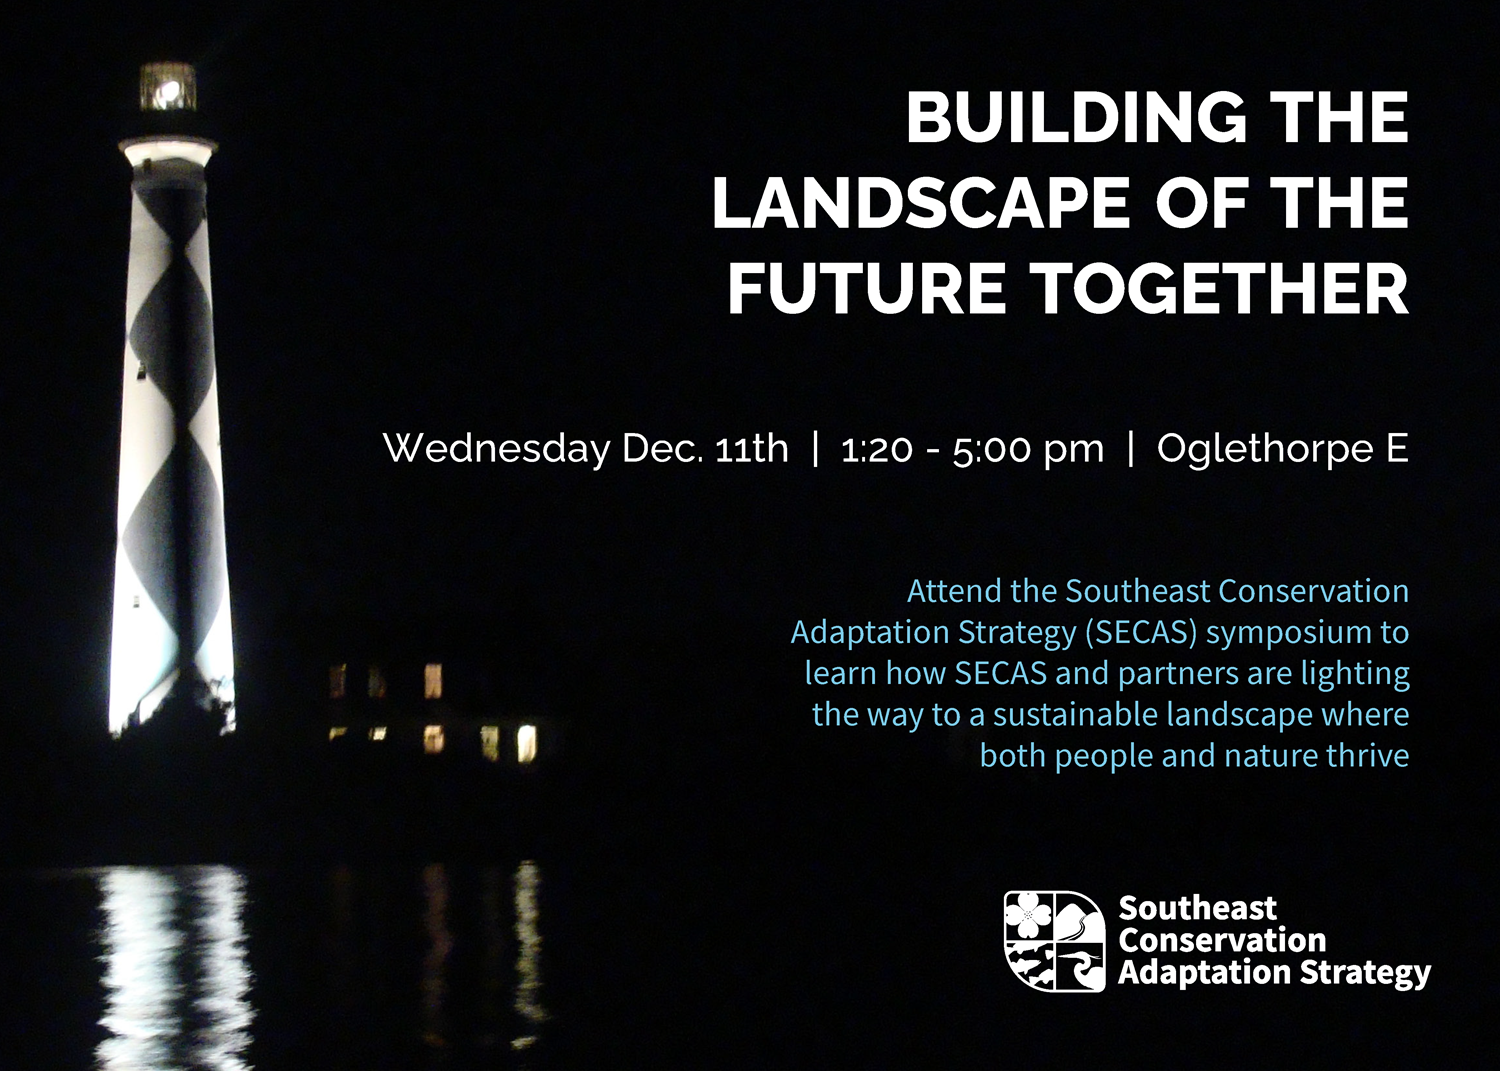 BUILDING THE
LANDSCAPE OF THE
FUTURE TOGETHER
Wednesday Dec. 11th | 1:20 - 5:00 pm | Oglethorpe E
Attend the Southeast Conservation
Adaptation Strategy (SECAS) symposium to
learn how SECAS and partners are lighting
the way to a sustainable landscape where
both people and nature thrive
Southeast
Conservation
Adaptation Strategy